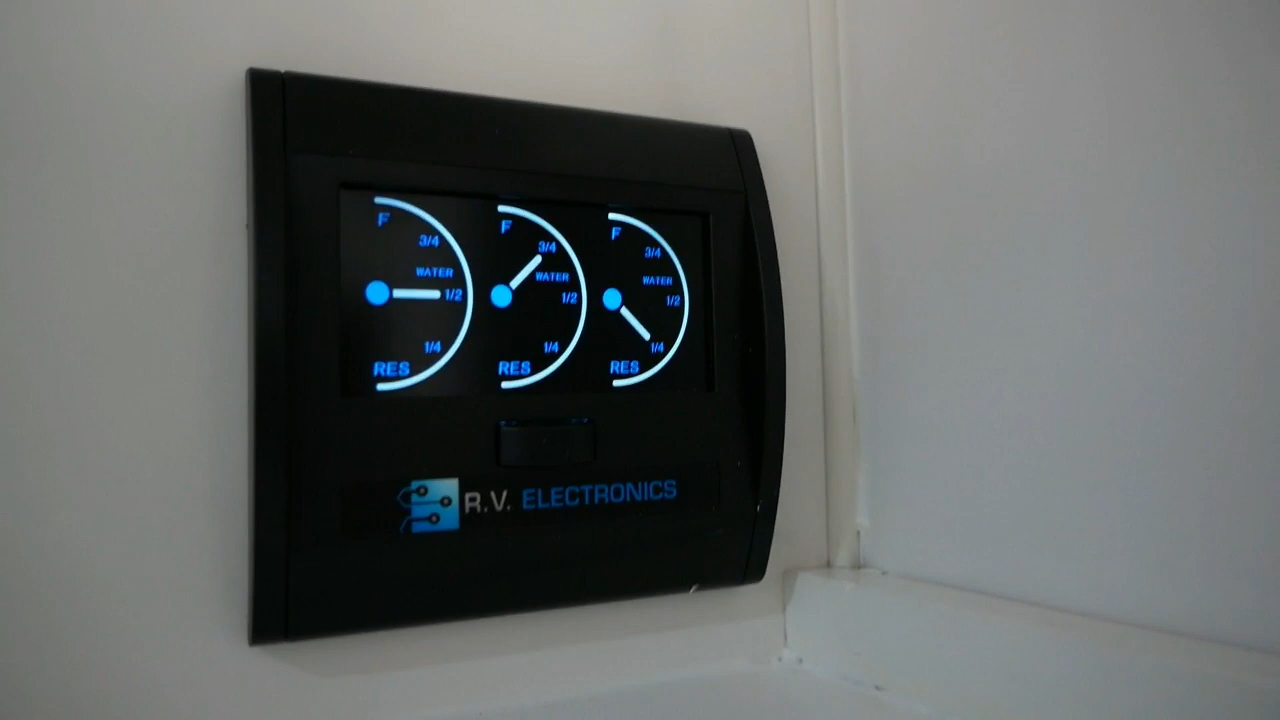 F
3/4
WATER
1/2
1/4
RES
F
3/4
WATER
1/2
1/4
RES
F
3/4
WATER
1/2
1/4
RES
R.V. ELECTRONICS